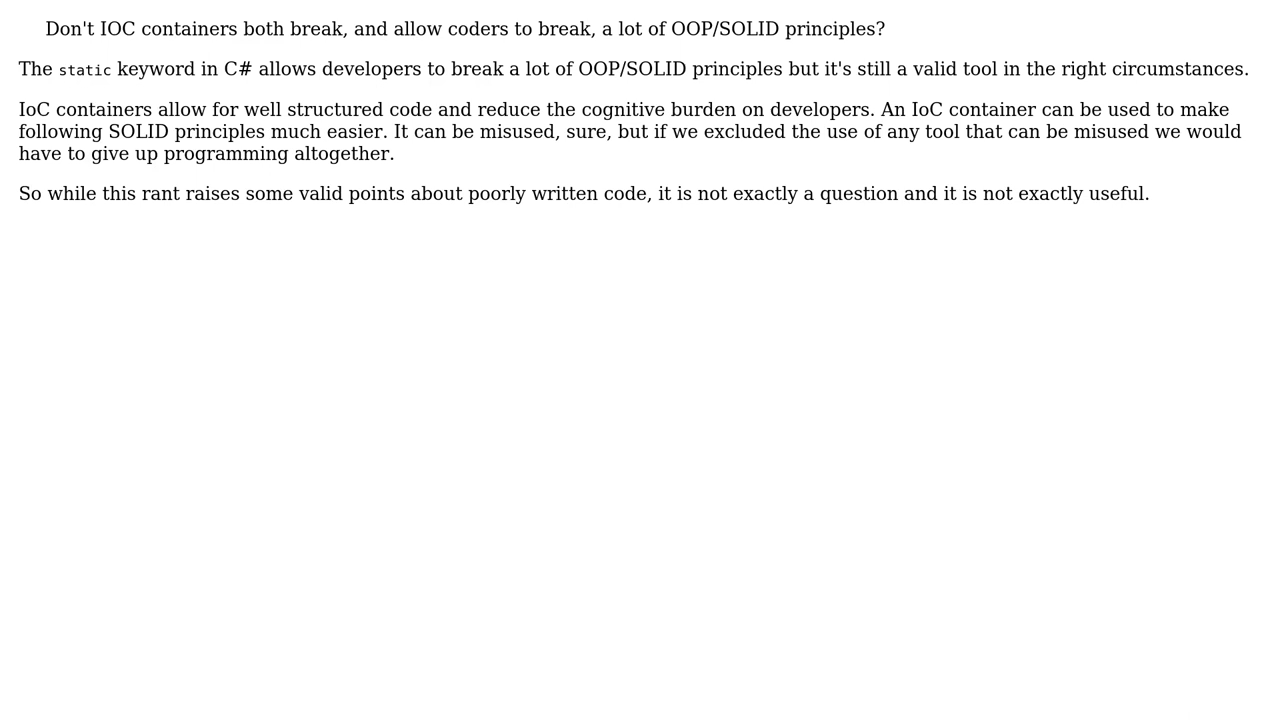 Don't IOC containers both break, and allow coders to break, a lot of OOP/SOLID principles?
The static keyword in C# allows developers to break a lot of OOP/SOLID principles but it's still a valid tool in the right circumstances.
IoC containers allow for well structured code and reduce the cognitive burden on developers. An IoC container can be used to make
following SOLID principles much easier. It can be misused, sure, but if we excluded the use of any tool that can be misused we would
have to give up programming altogether.
So while this rant raises some valid points about poorly written code, it is not exactly a question and it is not exactly useful.